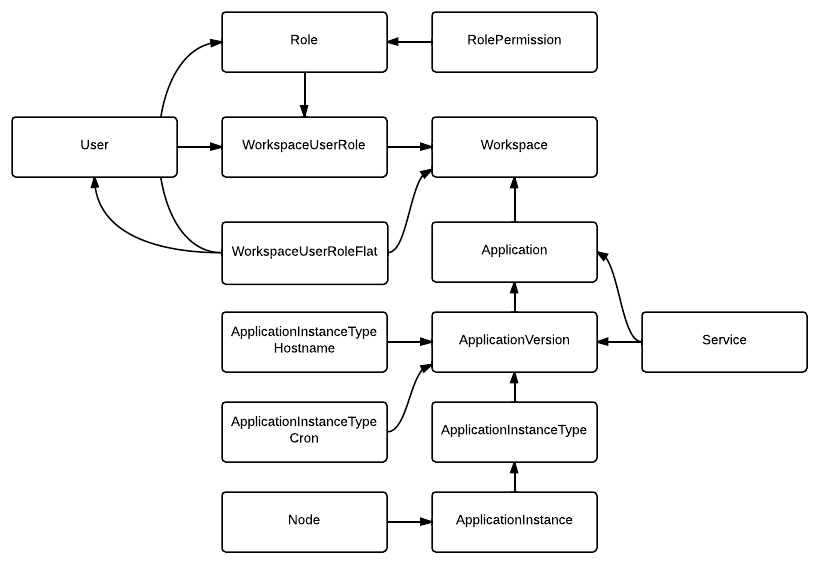 Role
RolePermission
User
WorkspaceUserRole
Workspace
WorkspaceUserRoleFlat
Application
ApplicationInstanceType
Hostname
ApplicationVersion
Service
ApplicationInstanceType
Cron
ApplicationInstanceType
Node
ApplicationInstance